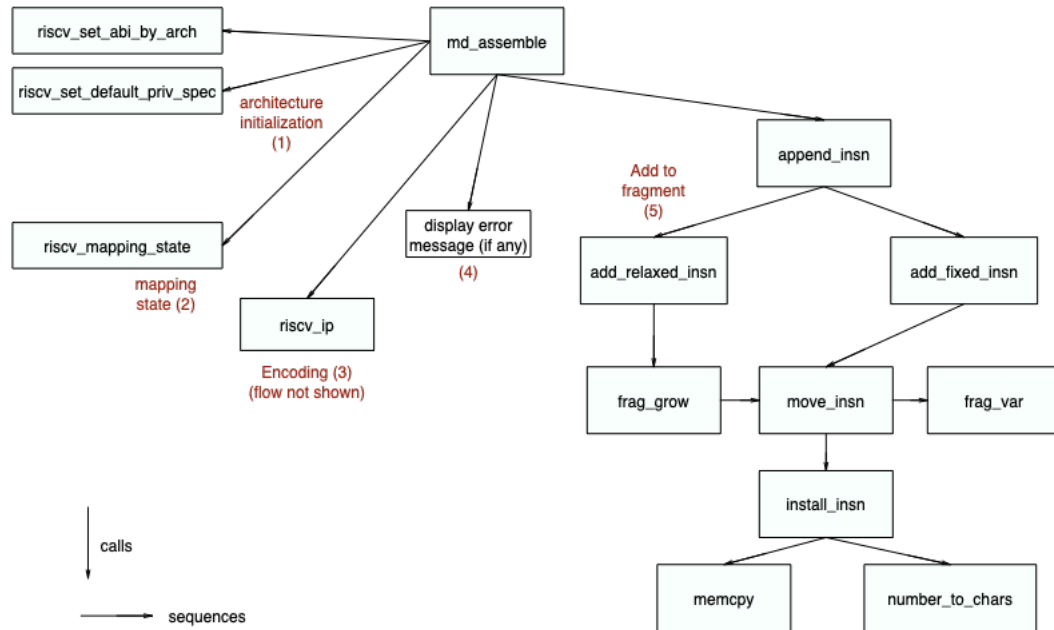 riscv_set_abi_by_arch
md_assemble
riscv_set_default_priv_spec
architecture
initialization
(1)
append_insn
Add to
fragment
(5)
riscv_mapping_state
display error
message (if any)
(4)
add_relaxed_insn
add_fixed_insn
mapping
state (2)
riscv_ip
Encoding (3)
(flow not shown)
frag_grow
move_insn
frag_var
install_insn
calls
memcpy
number_to_chars
sequences